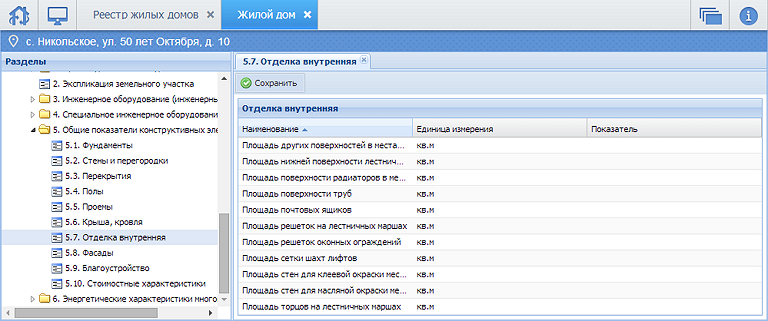 Реестр жилых домов
Жилой дом
с. Никольское, ул. 50 лет Октября, д. 10
Разделы
2. Экспликация земельного участка
3. Инженерное оборудование (инженерны
4. Специальное инженерное оборудовани
5. Общие показатели конструктивных эле
5.1. Фундаменты
5.2. Стены и перегородки
5.3. Перекрытия
5.4. Полы
5.5. Проемы
5.6. Крыша, кровля
5.7. Отделка внутренняя
5.8. Фасады
5.9. Благоустройство
5.10. Стоимостные характеристики
6. Энергетические характеристики много
5.7. Отделка внутренняя
Сохранить
Отделка внутренняя
Наименование Единица измерения Показатель
Площадь других поверхностей в места... кв.м
Площадь нижней поверхности лестнич... кв.м
Площадь поверхности радиаторов в ме... кв.м
Площадь поверхности труб кв.м
Площадь почтовых ящиков кв.м
Площадь решеток на лестничных маршах кв.м
Площадь решеток оконных ограждений кв.м
Площадь сетки шахт лифтов кв.м
Площадь стен для клеевой окраски мес... кв.м
Площадь стен для масляной окраски мес... кв.м
Площадь торцов на лестничных маршах кв.м